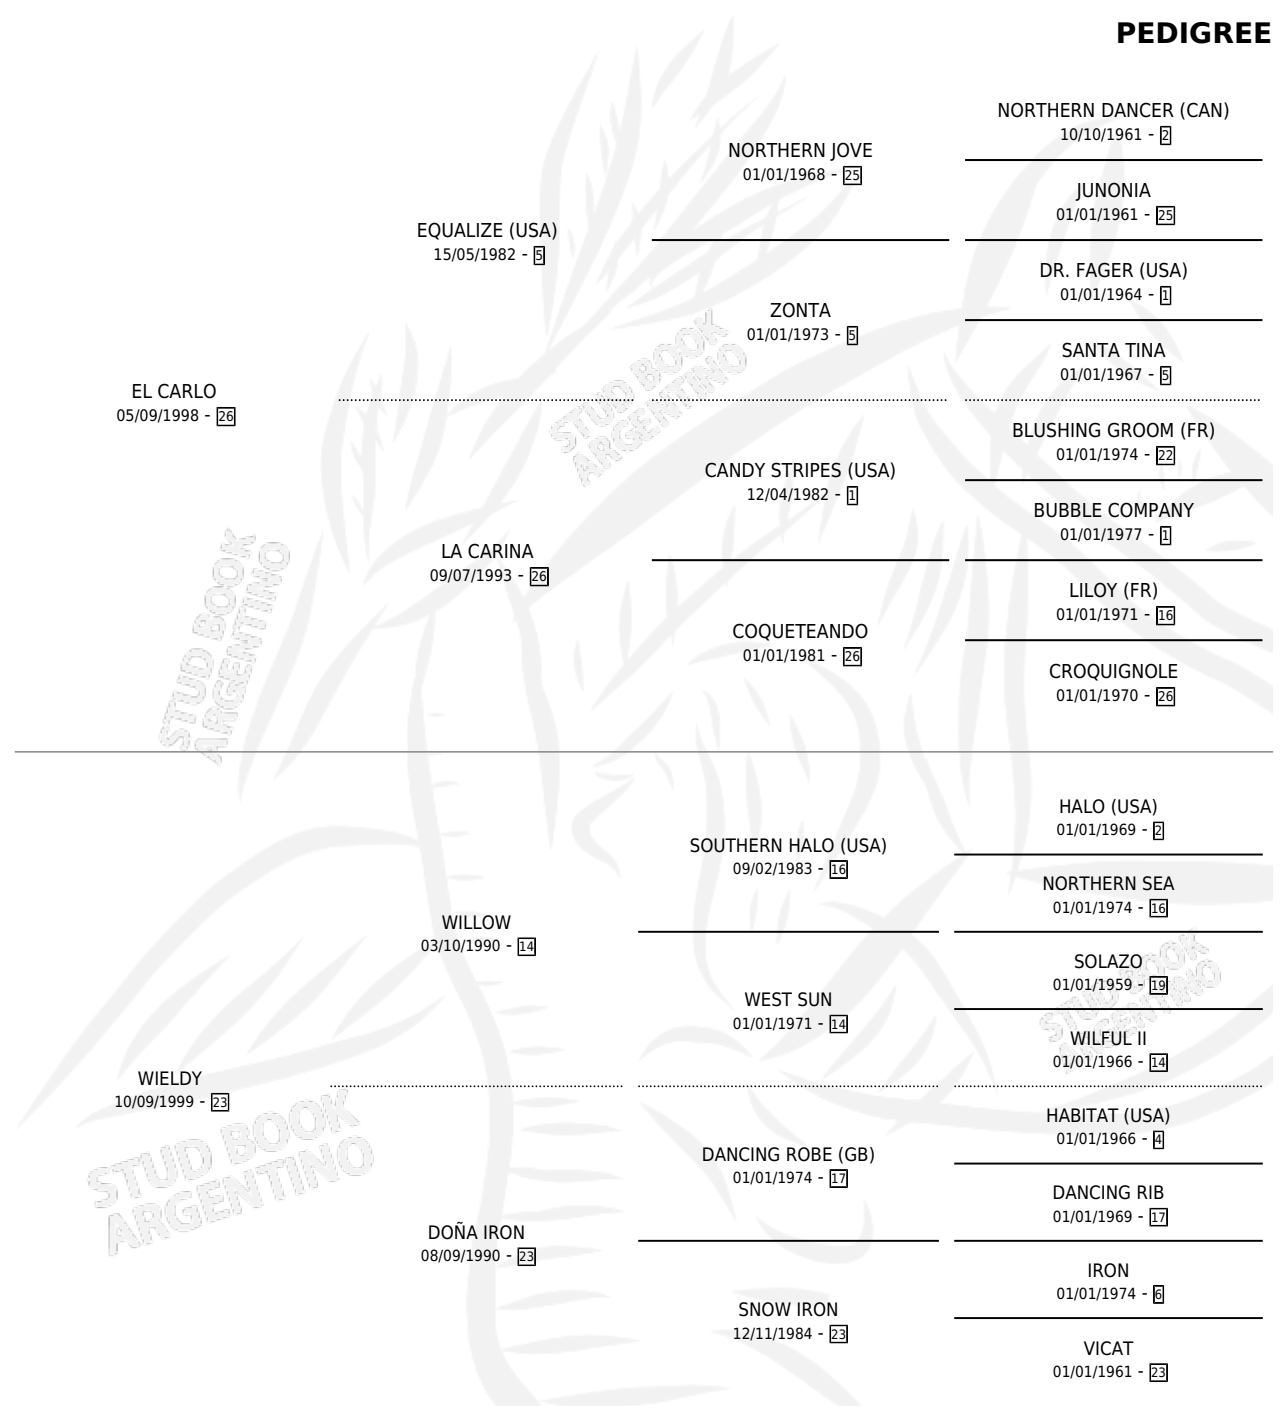 PEDIGREE
NORTHERN DANCER (CAN)
10/10/1961 - 2
NORTHERN JOVE
01/01/1968 - 25
JUNONIA
01/01/1961 - 25
EQUALIZE (USA)
15/05/1982 - 5
DR. FAGER (USA)
01/01/1964 - 1
ZONTA
01/01/1973 - 5
SANTA TINA
01/01/1967 - 5
EL CARLO
05/09/1998 - 26
BLUSHING GROOM (FR)
01/01/1974 - 22
CANDY STRIPES (USA)
12/04/1982 - 1
BUBBLE COMPANY
01/01/1977 - 1
LA CARINA
09/07/1993 - 26
LILOY (FR)
01/01/1971 - 16
COQUETEANDO
01/01/1981 - 26
CROQUIGNOLE
01/01/1970 - 26
HALO (USA)
01/01/1969 - 2
SOUTHERN HALO (USA)
09/02/1983 - 16
NORTHERN SEA
01/01/1974 - 16
WILLOW
03/10/1990 - 14
SOLAZO
01/01/1959 - 19
WEST SUN
01/01/1971 - 14
WILFUL II
01/01/1966 - 14
WIELDY
10/09/1999 - 23
HABITAT (USA)
01/01/1966 - 4
DANCING ROBE (GB)
01/01/1974 - 17
DANCING RIB
01/01/1969 - 17
DOÑA IRON
08/09/1990 - 23
IRON
01/01/1974 - 6
SNOW IRON
12/11/1984 - 23
VICAT
01/01/1961 - 23
STUD BOOK
ARGENTINO
STUD BOOK
ARGENTINO
STUD BOOK
ARGENTINO
STUD BOOK
ARGENTINO